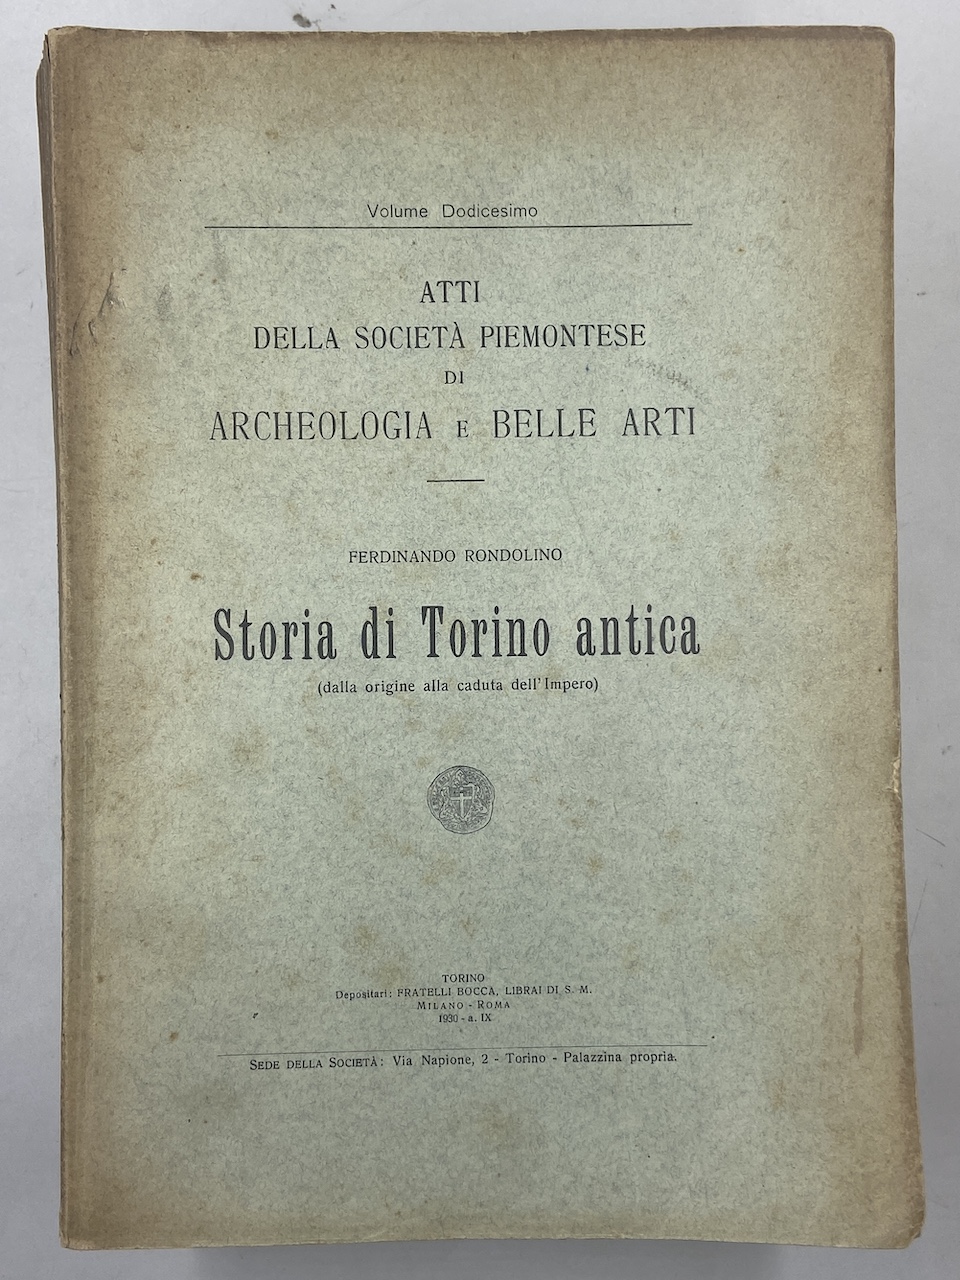 Volume Dodicesimo
ATTI
DELLA SOCIETÀ PIEMONTESE
DI
ARCHEOLOGIA E BELLE ARTI
FERDINANDO RONDOLINO
Storia di Torino antica
(dalla origine alla caduta dell'Impero)
TORINO
Depositari: FRATELLI BOCCA, LIBRAI DI S. M.
MILANO - ROMA
1930 - a. IX
SEDE DELLA SOCIETÀ: Via Napione, 2 - Torino - Palazzina propria.